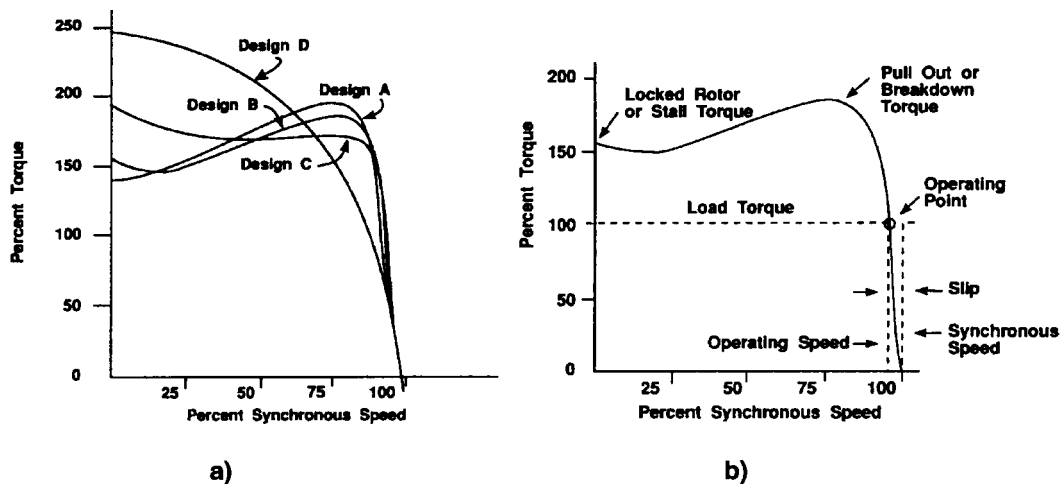 250
200
150
100
50
0
Percent Torque
Design D
Design A
Design B
Design C
25
50
75
100
Percent Synchronous Speed
a)
200
150
100
50
0
Percent Torque
Locked Rotor
or Stall Torque
Pull Out or
Breakdown
Torque
Operating
Point
Load Torque
Slip
Operating Speed
Synchronous
Speed
25
50
75
100
Percent Synchronous Speed
b)